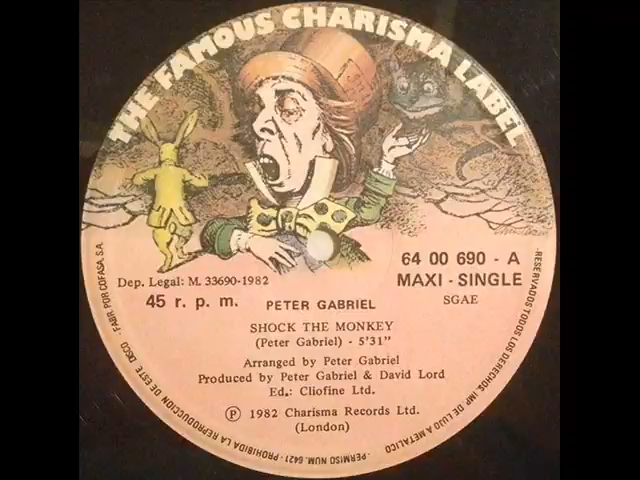 THE FAMOUS CHARISMA LABEL
64 00 690 - A
Dep. Legal: M. 33690-1982
MAXI - SINGLE
45 r. p. m.
SGAE
PETER GABRIEL
SHOCK THE MONKEY
(Peter Gabriel) - 5'31"
Arranged by Peter Gabriel
Produced by Peter Gabriel & David Lord
Ed.: Cliofine Ltd.
Ⓟ 1982 Charisma Records Ltd.
(London)
-RESERVADOS TODOS LOS DERECHOS. IMP. DE LUJO A METALICO -PERMISO NUM. 6421- PROHIBIDA LA REPRODUCCION DE ESTE DISCO -FABR. POR COFASA, S.A.